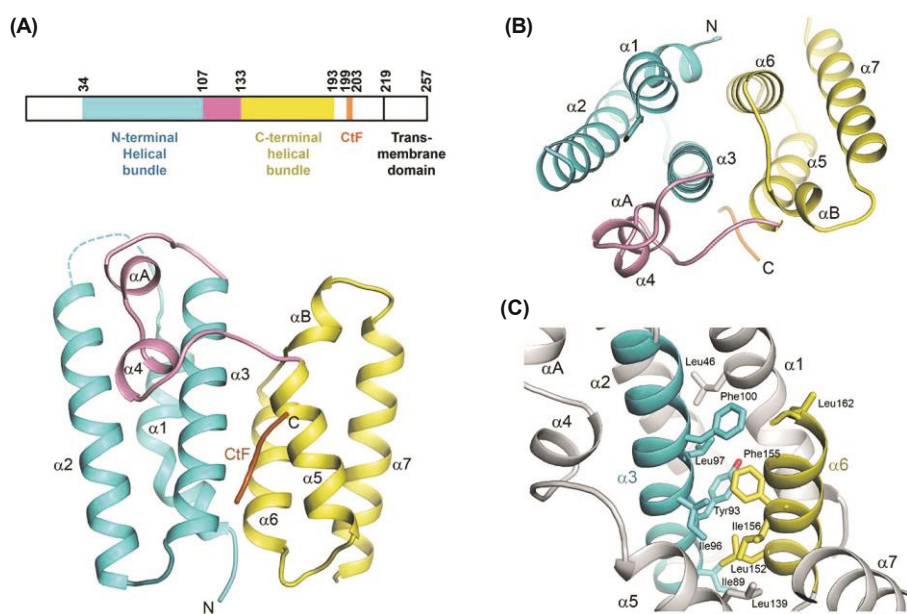 (A)
34
107
133
193
199
203
219
257
N-terminal
Helical
bundle
C-terminal
helical
bundle
CtF
Trans-
membrane
domain
αA
α4
α3
α1
α2
αB
C
CtF
α5
α7
α6
N
(B)
N
α1
α2
α6
α7
α3
αA
α5
αB
α4
C
(C)
αA
α2
Leu46
α1
Phe100
Leu162
α4
Leu97
Phe155
α3
α6
Tyr93
Ile156
Ile96
Leu152
α7
Ile89
α5
Leu139